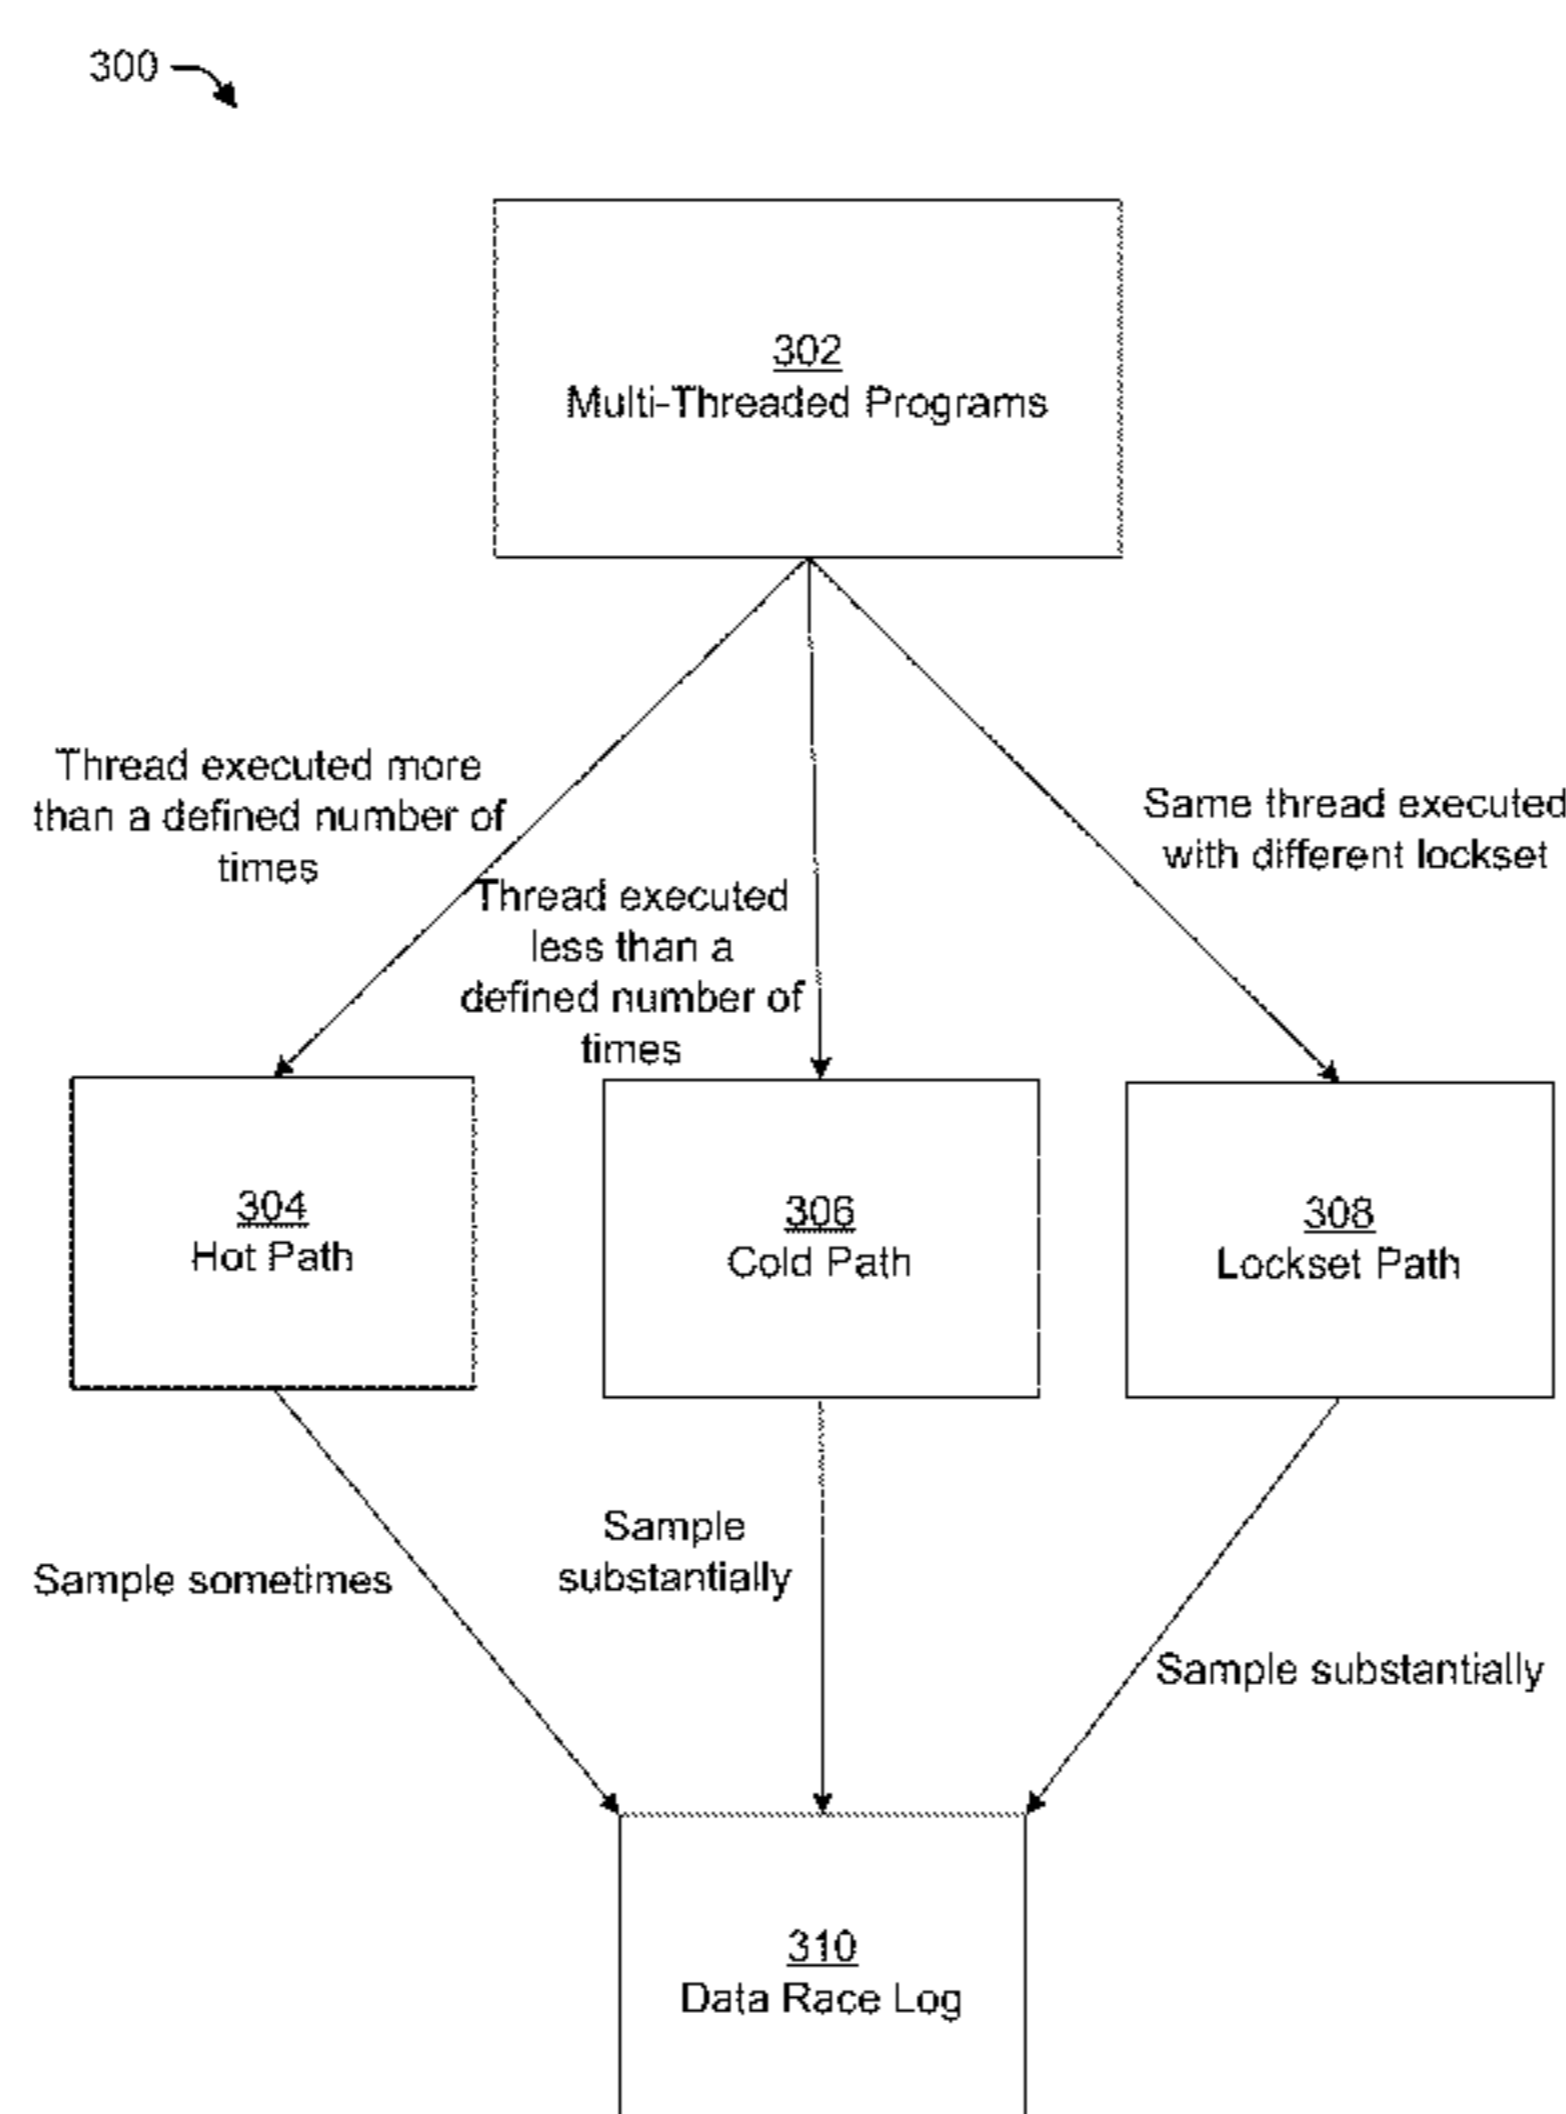 300
302
Multi-Threaded Programs
Thread executed more
than a defined number of
times
Thread executed
less than a
defined number of
times
Same thread executed
with different lockset
304
Hot Path
306
Cold Path
308
Lockset Path
Sample sometimes
Sample
substantially
Sample substantially
310
Data Race Log